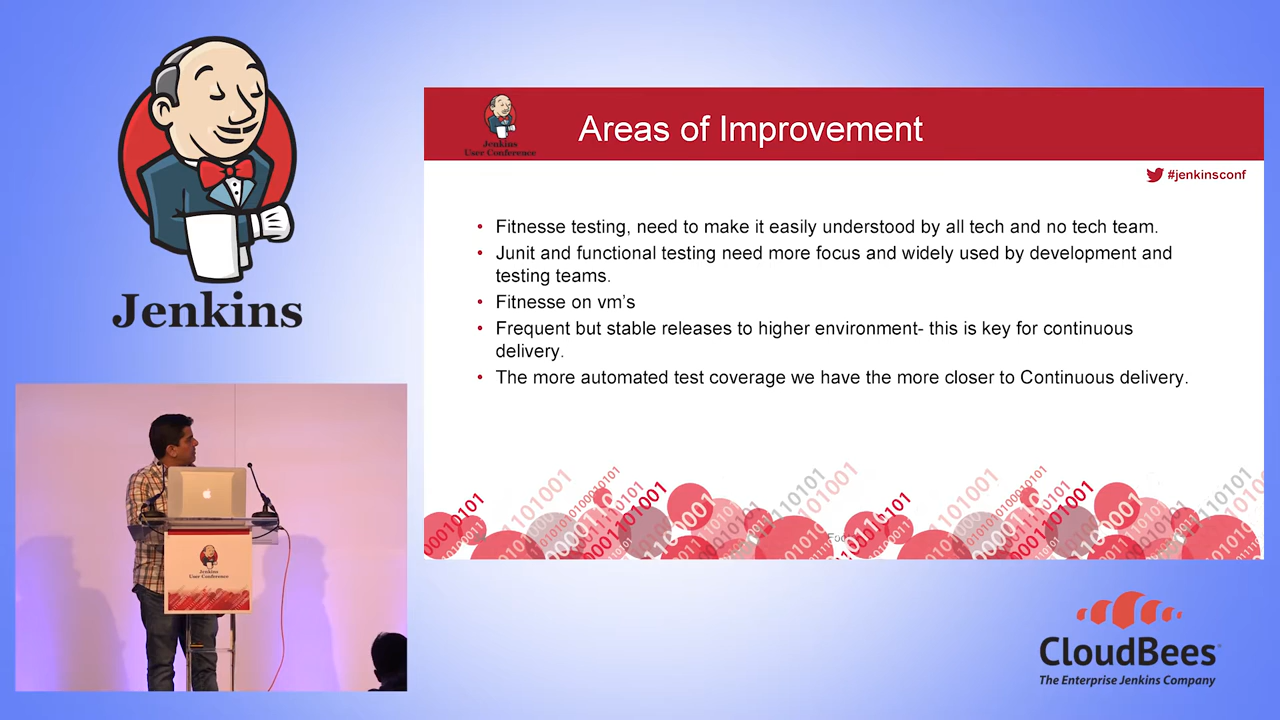 Jenkins
Jenkins
User Conference
Areas of Improvement
#jenkinsconf
• Fitnesse testing, need to make it easily understood by all tech and no tech team.
• Junit and functional testing need more focus and widely used by development and
testing teams.
• Fitnesse on vm's
• Frequent but stable releases to higher environment- this is key for continuous
delivery.
• The more automated test coverage we have the more closer to Continuous delivery.
Jenkins
User Conference
CloudBees
The Enterprise Jenkins Company